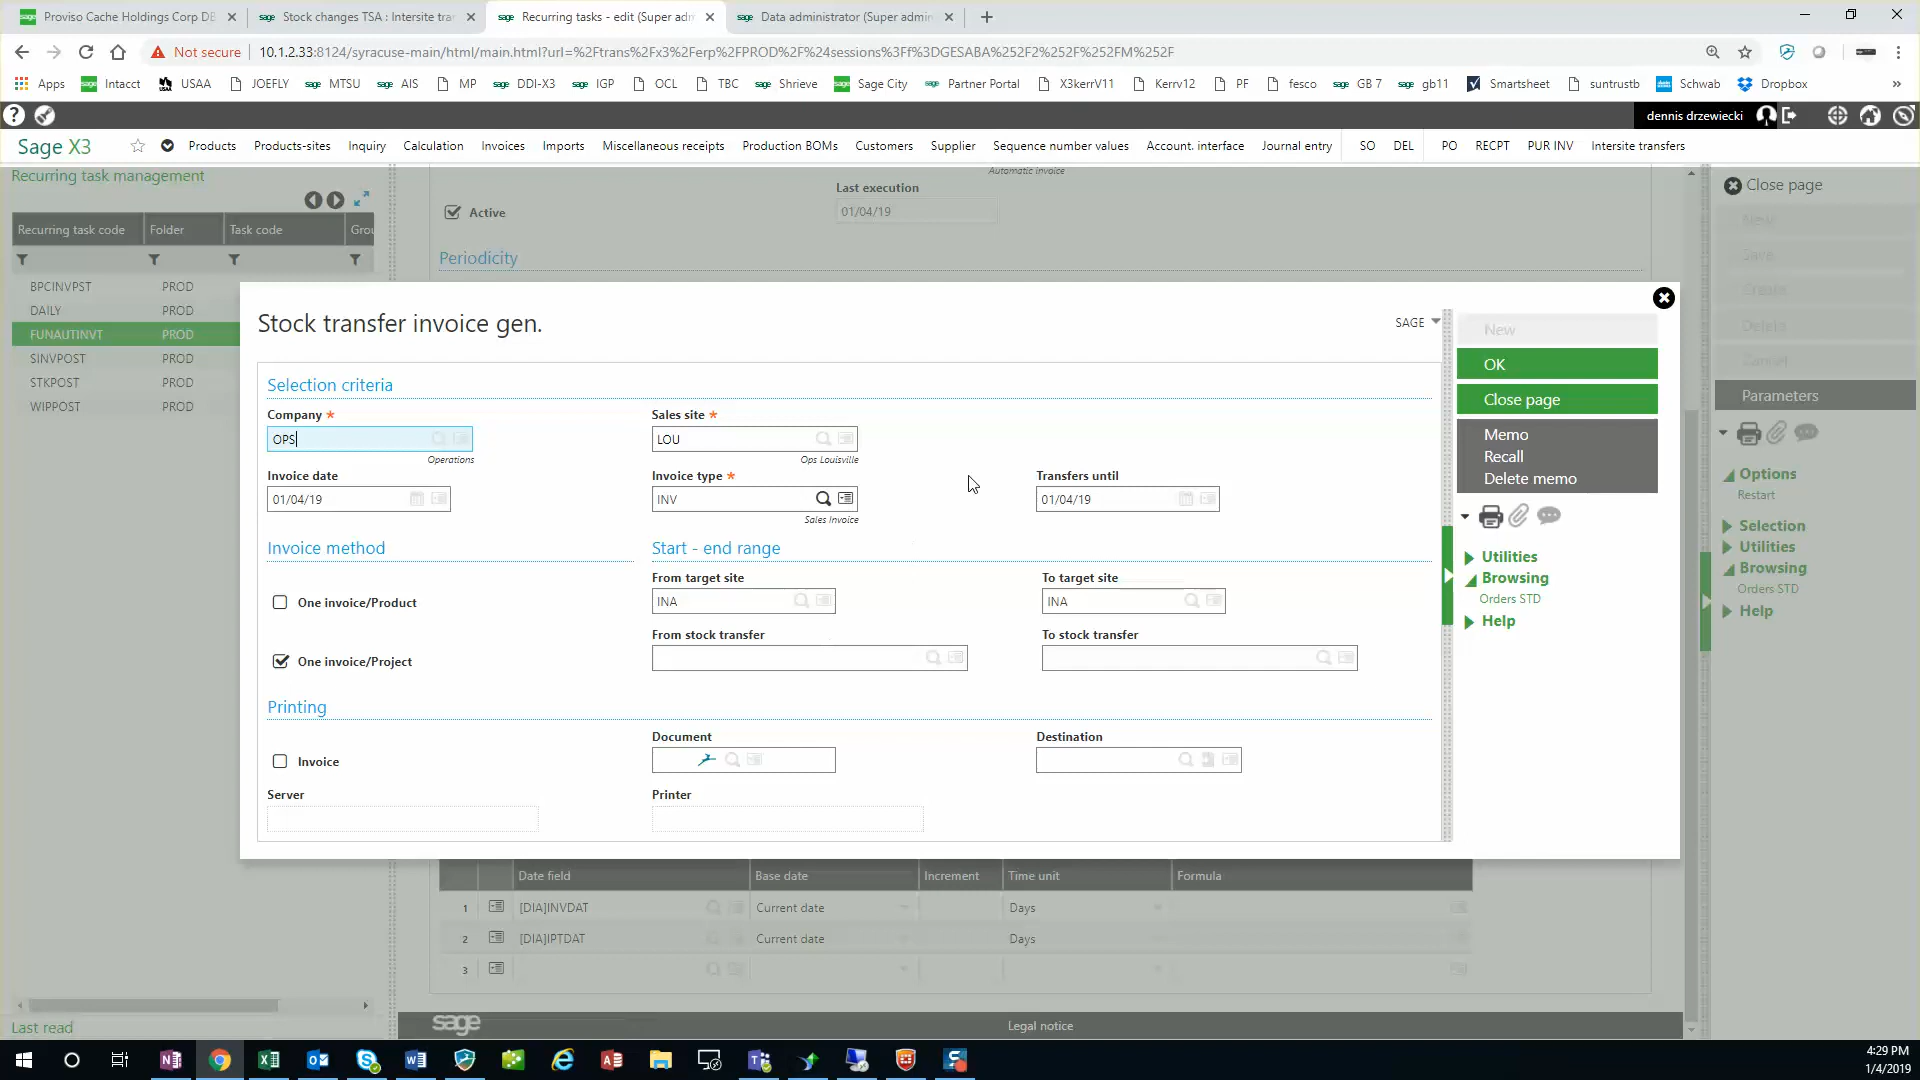 Proviso Cache Holdings Corp DB
Stock changes TSA : Intersite tra
Recurring tasks - edit (Super adm
Data administrator (Super admin
Not secure
10.1.2.33:8124/syracuse-main/html/main.html?url=%2Ftrans%2Fx3%2Ferp%2FPROD%2F%24sessions%3Ff%3DGESABA%252F2%252F%252FM%252F
Apps
Intacct
USAA
JOEFLY
MTSU
AIS
MP
DDI-X3
IGP
OCL
TBC
Shrieve
Sage City
Partner Portal
X3kerrV11
Kerrv12
PF
fesco
GB 7
gb11
Smartsheet
suntrustb
Schwab
Dropbox
dennis drzewiecki
Sage X3
Products
Products-sites
Inquiry
Calculation
Invoices
Imports
Miscellaneous receipts
Production BOMs
Customers
Supplier
Sequence number values
Account. interface
Journal entry
SO
DEL
PO
RECPT
PUR INV
Intersite transfers
Recurring task management
Recurring task code
Folder
Task code
Grou
BPCINVPST PROD
DAILY PROD
FUNAUTINVT PROD
SINVPOST PROD
STKPOST PROD
WIPPOST PROD
Last read
Automatic invoice
Active
Last execution
01/04/19
Periodicity
Stock transfer invoice gen.
SAGE
Selection criteria
Company *
OPS
Operations
Sales site *
LOU
Ops Louisville
Invoice date
01/04/19
Invoice type *
INV
Sales Invoice
Transfers until
01/04/19
Invoice method
Start - end range
One invoice/Product
From target site
INA
To target site
INA
One invoice/Project
From stock transfer
To stock transfer
Printing
Invoice
Document
Destination
Server
Printer
New
OK
Close page
Memo
Recall
Delete memo
Utilities
Browsing
Orders STD
Help
Close page
New
Save
Create
Delete
Cancel
Parameters
Options
Restart
Selection
Utilities
Browsing
Orders STD
Help
Date field
Base date
Increment
Time unit
Formula
1 [DIA]INVDAT Current date Days
2 [DIA]IPTDAT Current date Days
3
sage
Legal notice
4:29 PM
1/4/2019